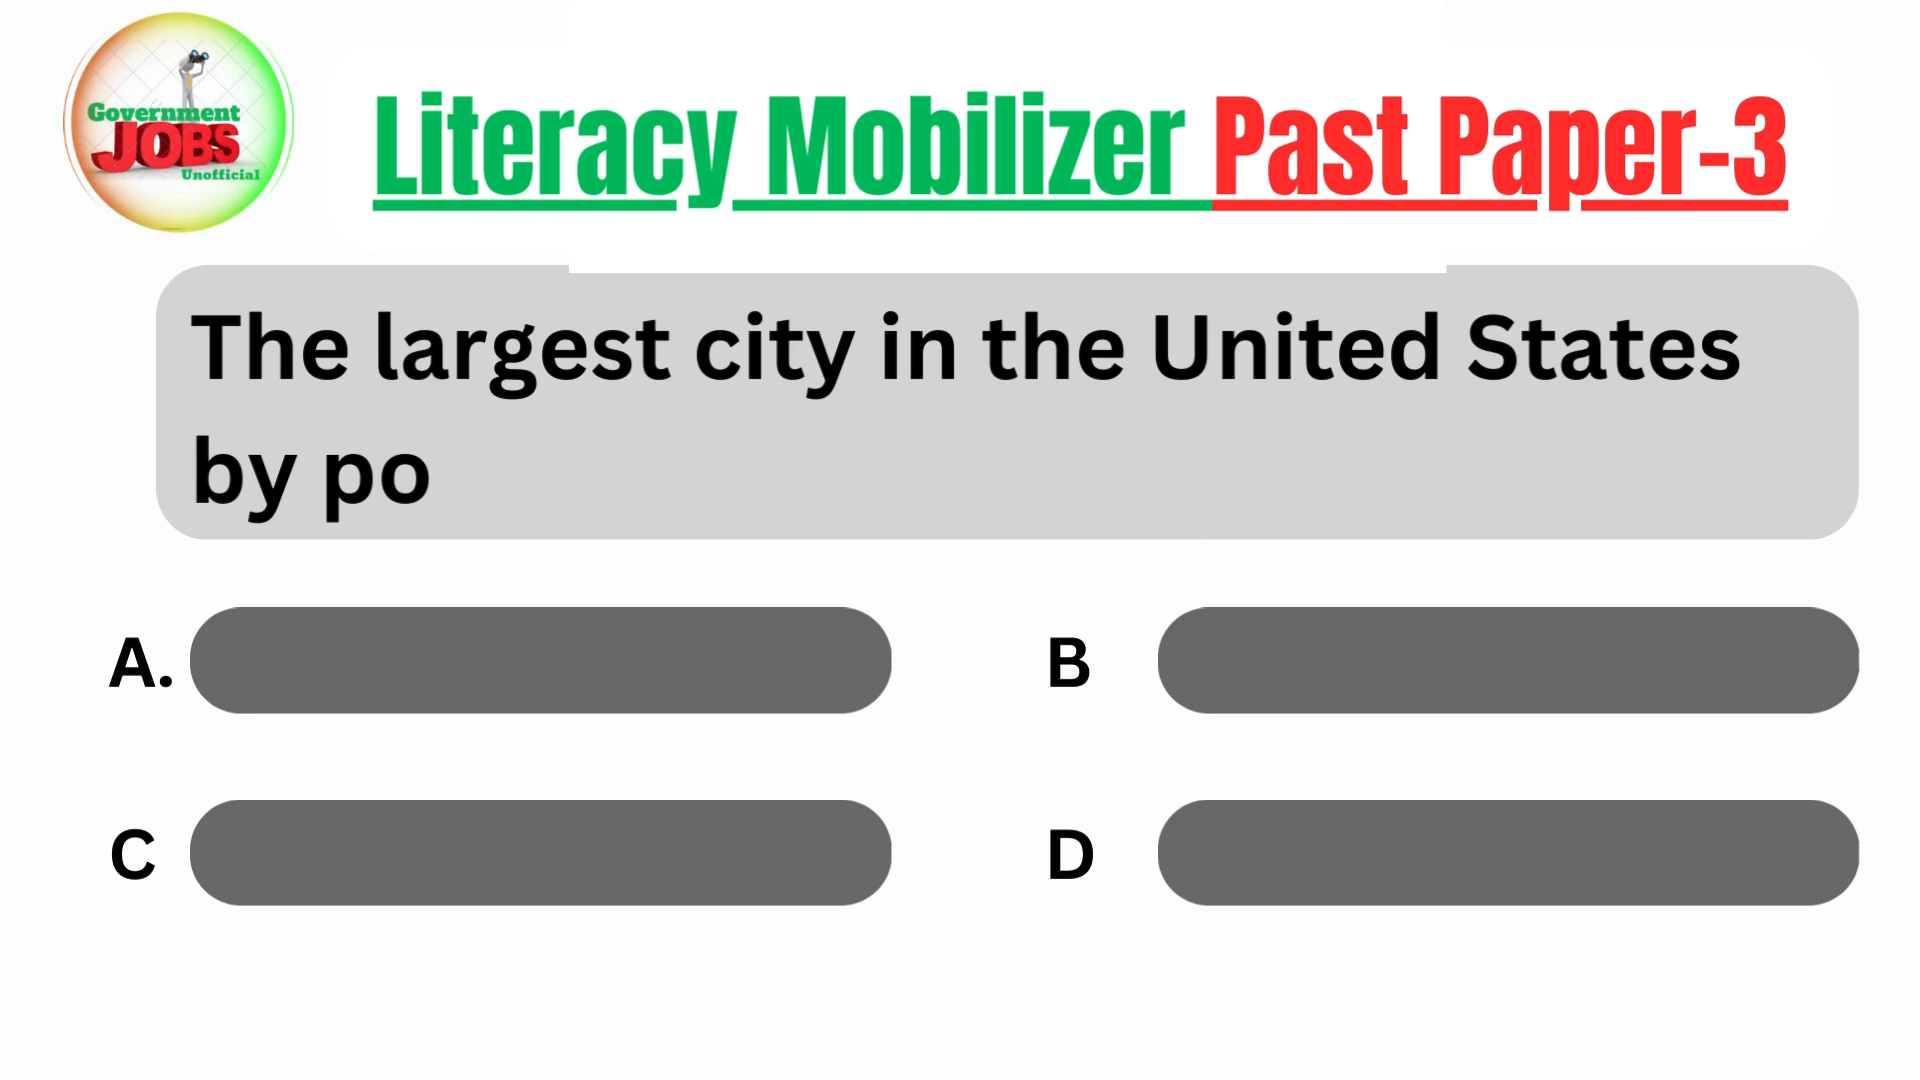 Government
JOBS
Unofficial
Literacy Mobilizer Past Paper-3
The largest city in the United States
by po
A.
B
C
D